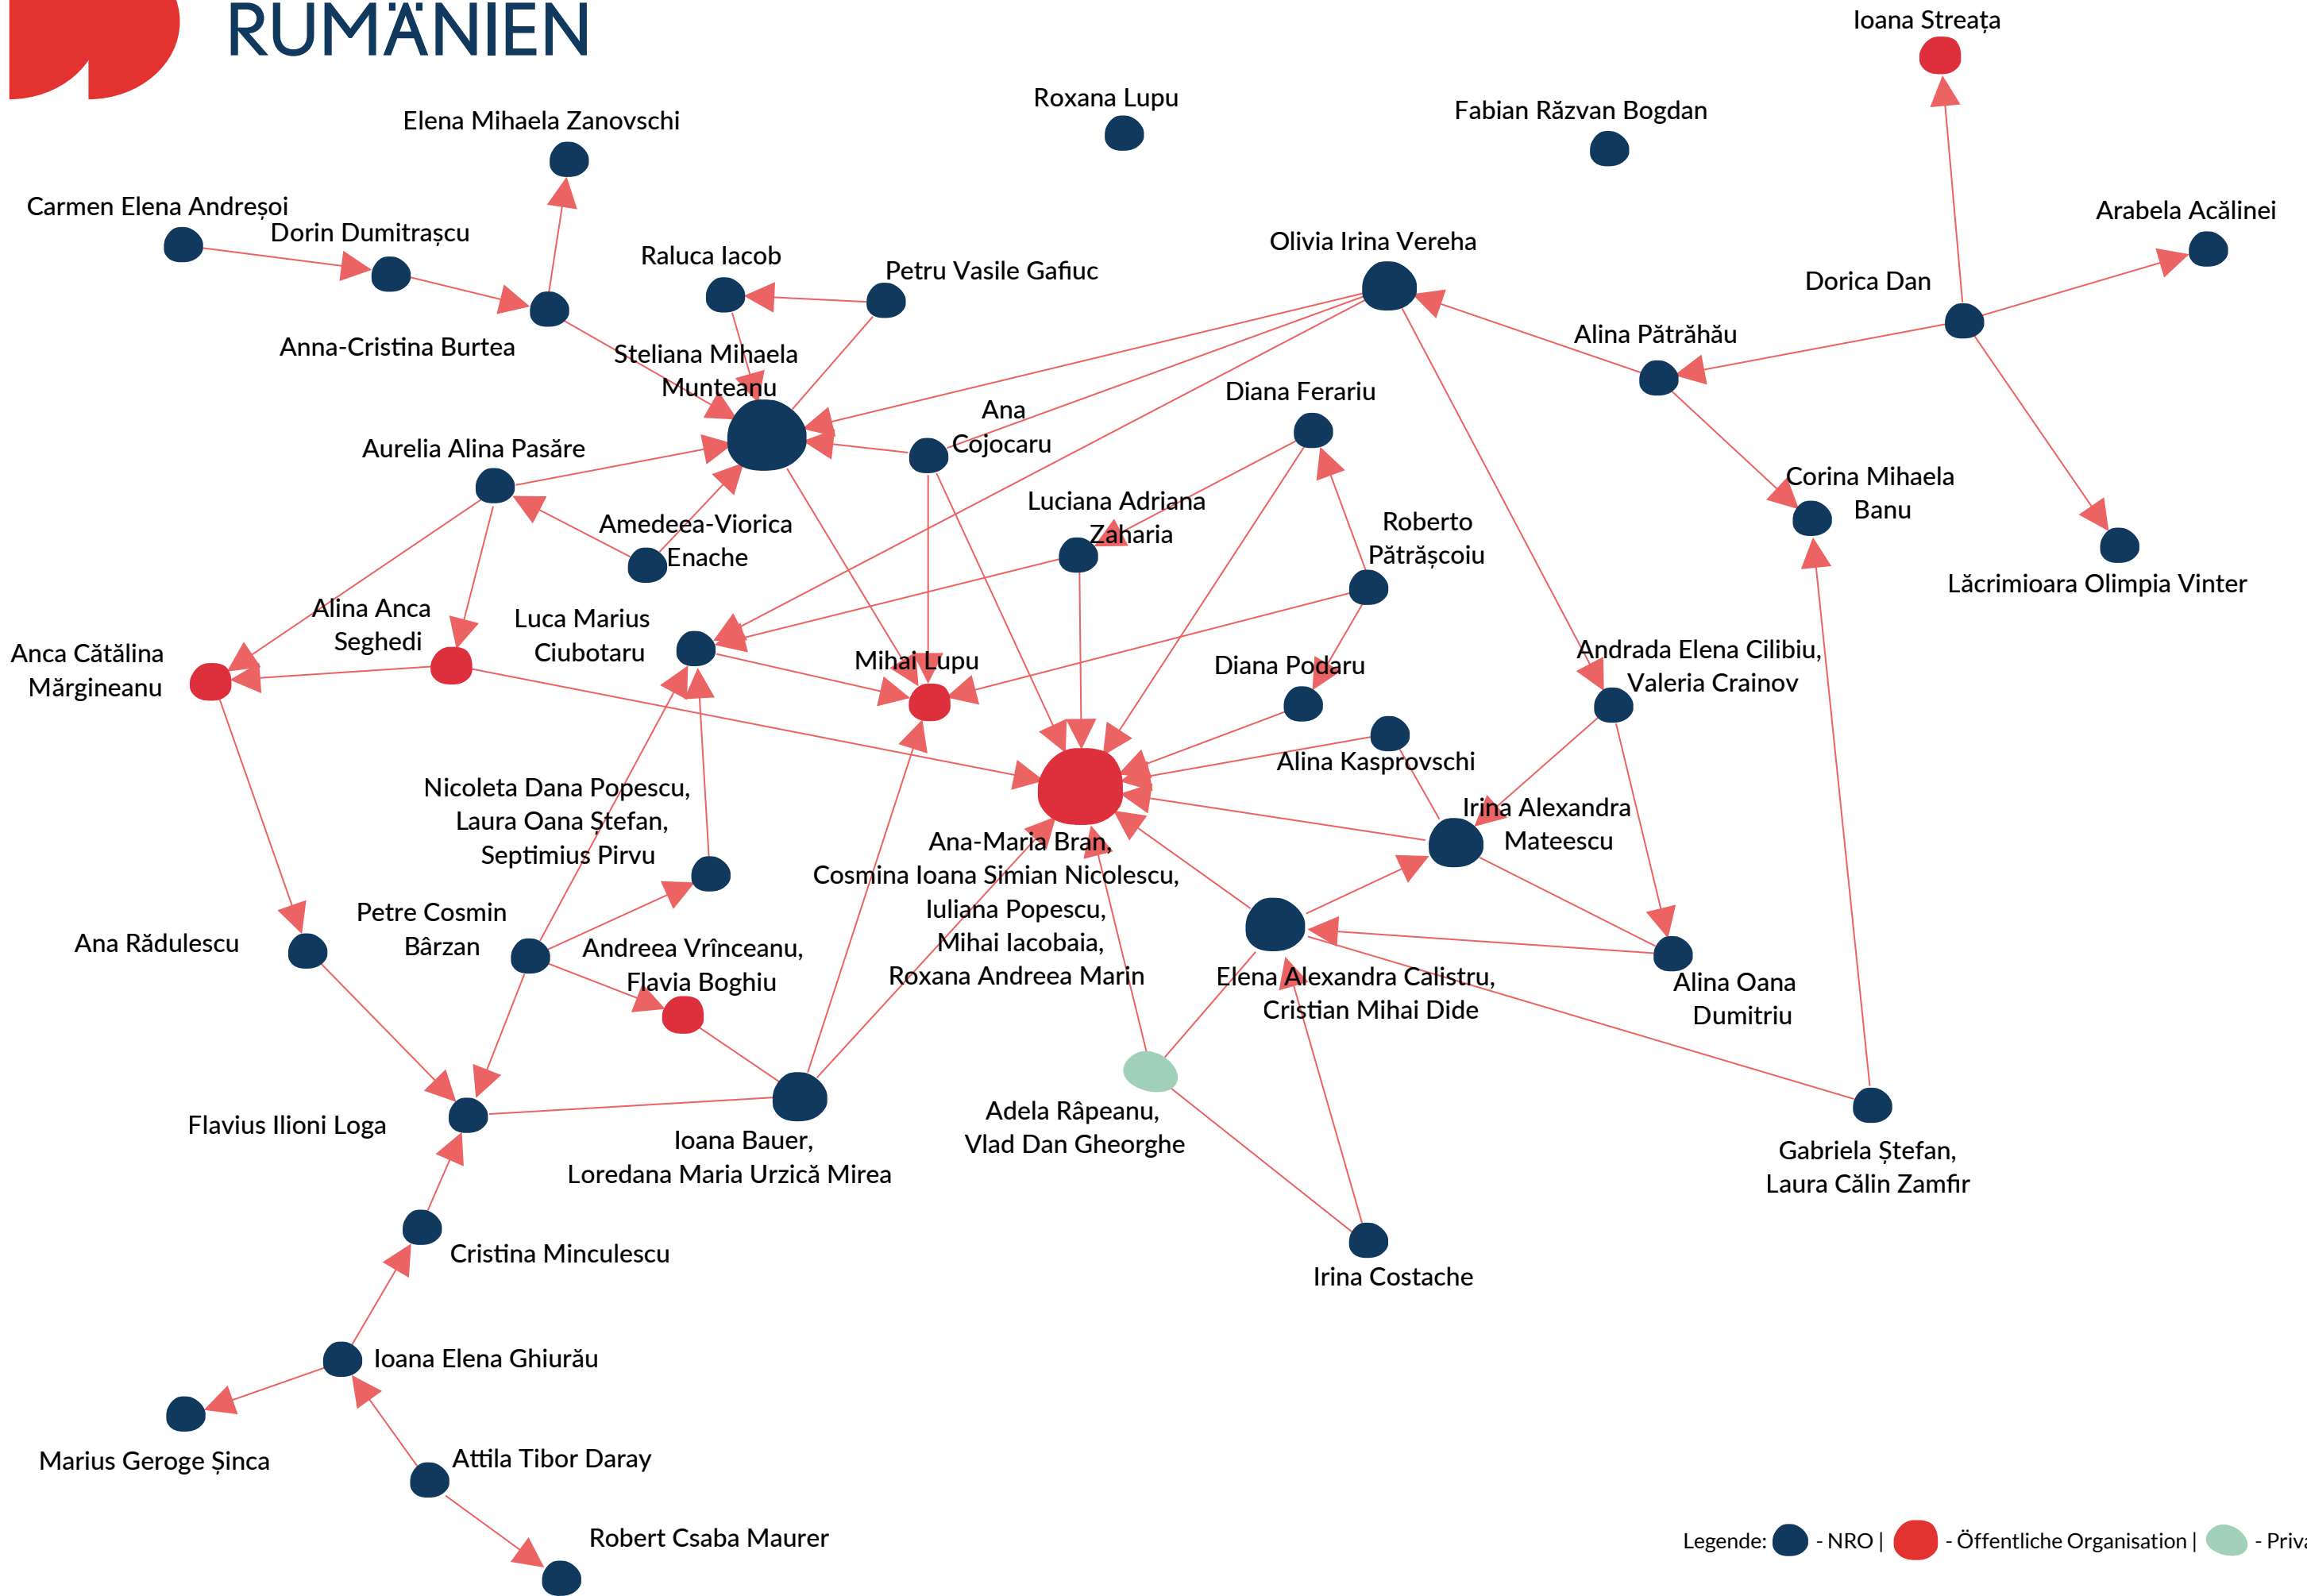 RUMÄNIEN
Ioana Streața
Roxana Lupu
Fabian Răzvan Bogdan
Elena Mihaela Zanovschi
Carmen Elena Andreșoi
Dorin Dumitrașcu
Arabela Acălinei
Olivia Irina Vereha
Raluca Iacob
Petru Vasile Gafiuc
Dorica Dan
Alina Pătrăhău
Anna-Cristina Burtea
Steliana Mihaela
Munteanu
Diana Ferariu
Ana
Cojocaru
Aurelia Alina Pasăre
Corina Mihaela
Banu
Luciana Adriana
Zaharia
Amedeea-Viorica
Enache
Roberto
Pătrășcoiu
Lăcrimioara Olimpia Vinter
Alina Anca
Seghedi
Luca Marius
Ciubotaru
Anca Cătălina
Mărgineanu
Mihai Lupu
Diana Podaru
Andrada Elena Cilibiu,
Valeria Crainov
Alina Kasprovschi
Nicoleta Dana Popescu,
Laura Oana Ștefan,
Septimius Pirvu
Irina Alexandra
Mateescu
Ana-Maria Bran,
Cosmina Ioana Simian Nicolescu,
Iuliana Popescu,
Mihai Iacobaia,
Roxana Andreea Marin
Petre Cosmin
Bârzan
Ana Rădulescu
Andreea Vrînceanu,
Flavia Boghiu
Elena Alexandra Calistru,
Cristian Mihai Dide
Alina Oana
Dumitriu
Flavius Ilioni Loga
Adela Râpeanu,
Vlad Dan Gheorghe
Ioana Bauer,
Loredana Maria Urzică Mirea
Gabriela Ștefan,
Laura Călin Zamfir
Cristina Minculescu
Irina Costache
Ioana Elena Ghiurău
Marius Geroge Șinca
Attila Tibor Daray
Robert Csaba Maurer
Legende: - NRO | - Öffentliche Organisation | - Priva